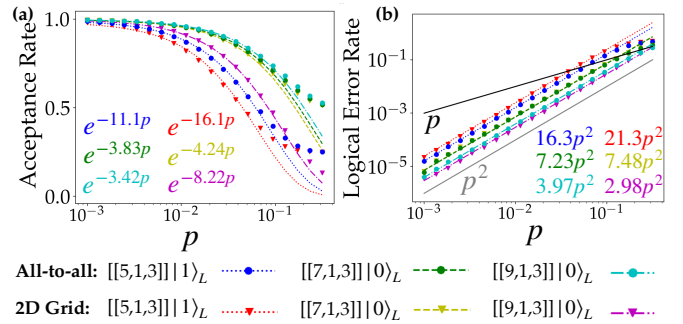 (a)
Acceptance Rate
1.0
0.5
0.0
e^{-11.1p} e^{-16.1p}
e^{-3.83p} e^{-4.24p}
e^{-3.42p} e^{-8.22p}
10^{-3} 10^{-2} 10^{-1}
p
(b)
Logical Error Rate
10^{-1}
10^{-3}
10^{-5}
p
p^2
16.3p^2 21.3p^2
7.23p^2 7.48p^2
3.97p^2 2.98p^2
10^{-3} 10^{-2} 10^{-1}
p
All-to-all: [[5,1,3]]|1⟩_L [[7,1,3]]|0⟩_L [[9,1,3]]|0⟩_L
2D Grid: [[5,1,3]]|1⟩_L [[7,1,3]]|0⟩_L [[9,1,3]]|0⟩_L